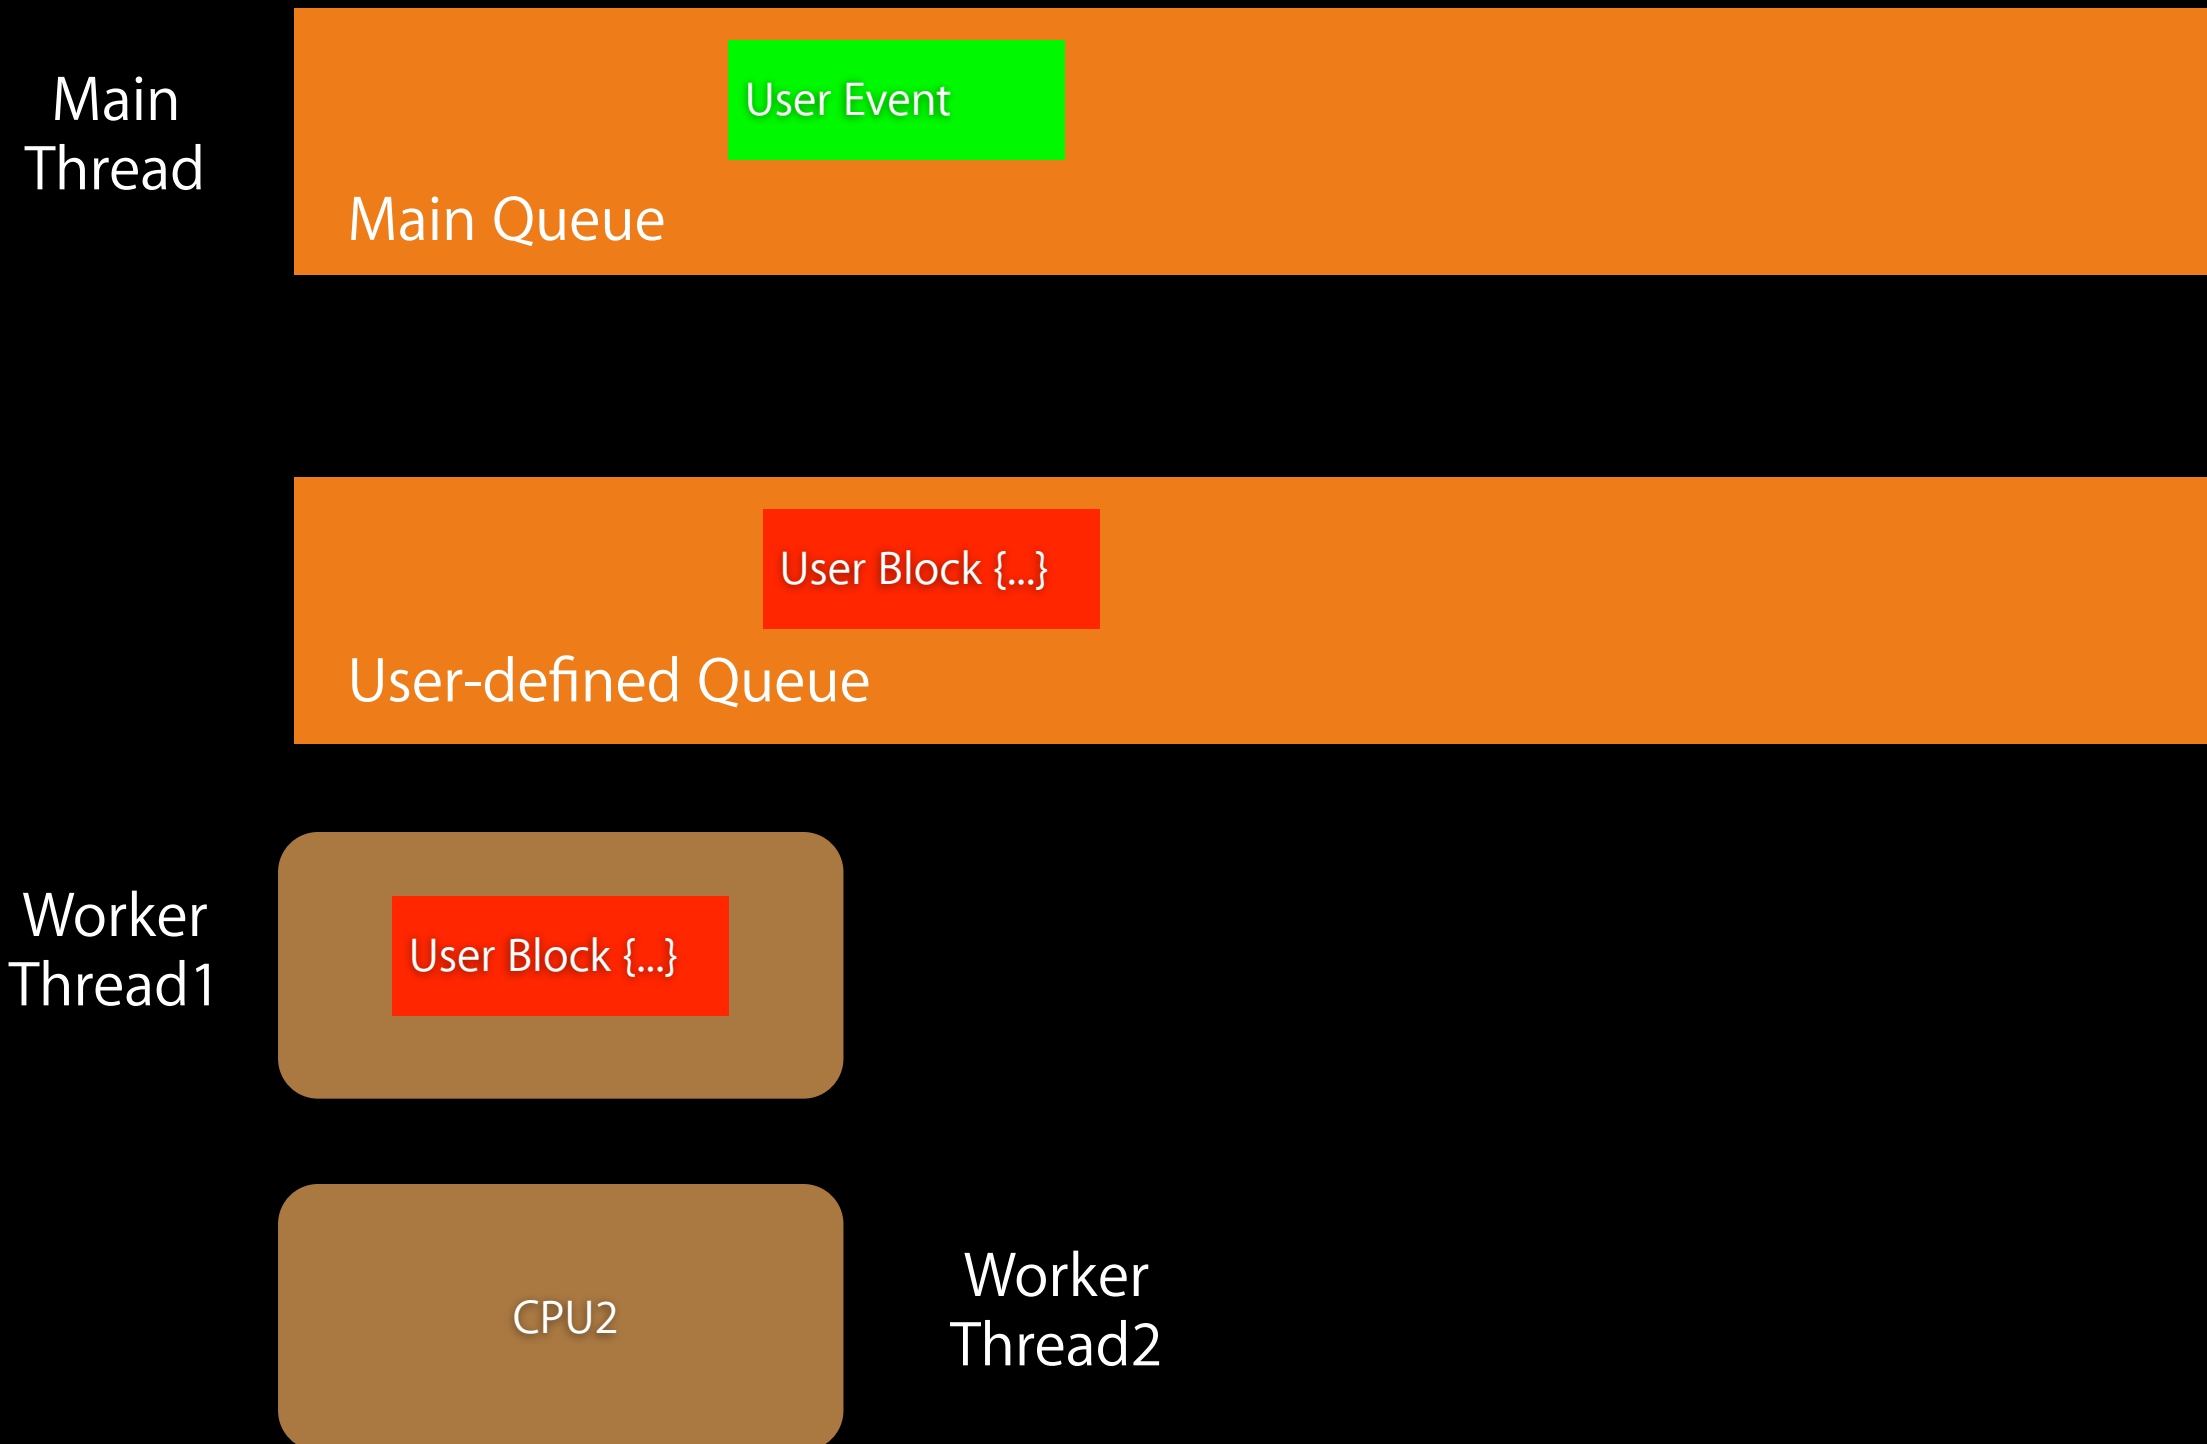 Main
Thread
User Event
Main Queue
User Block {...}
User-defined Queue
Worker
Thread1
User Block {...}
CPU2
Worker
Thread2